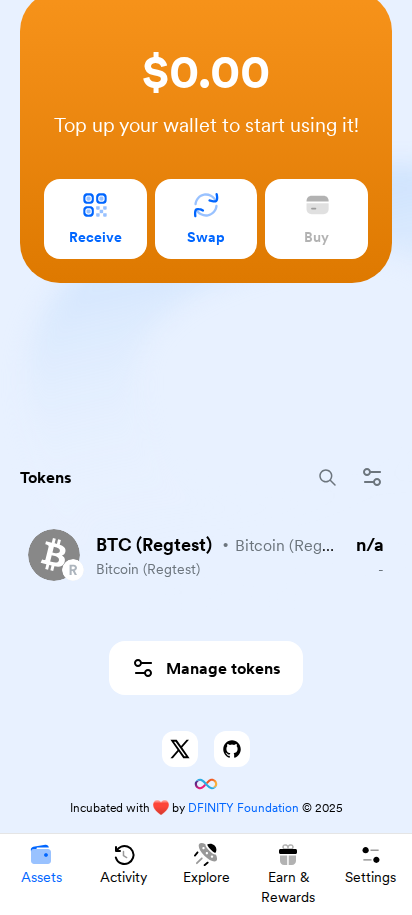 $0.00
Top up your wallet to start using it!
Receive Swap Buy
Tokens
BTC (Regtest) • Bitcoin (Reg... n/a
Bitcoin (Regtest) -
R
Manage tokens
Incubated with ❤️ by DFINITY Foundation © 2025
Assets Activity Explore Earn & Rewards Settings